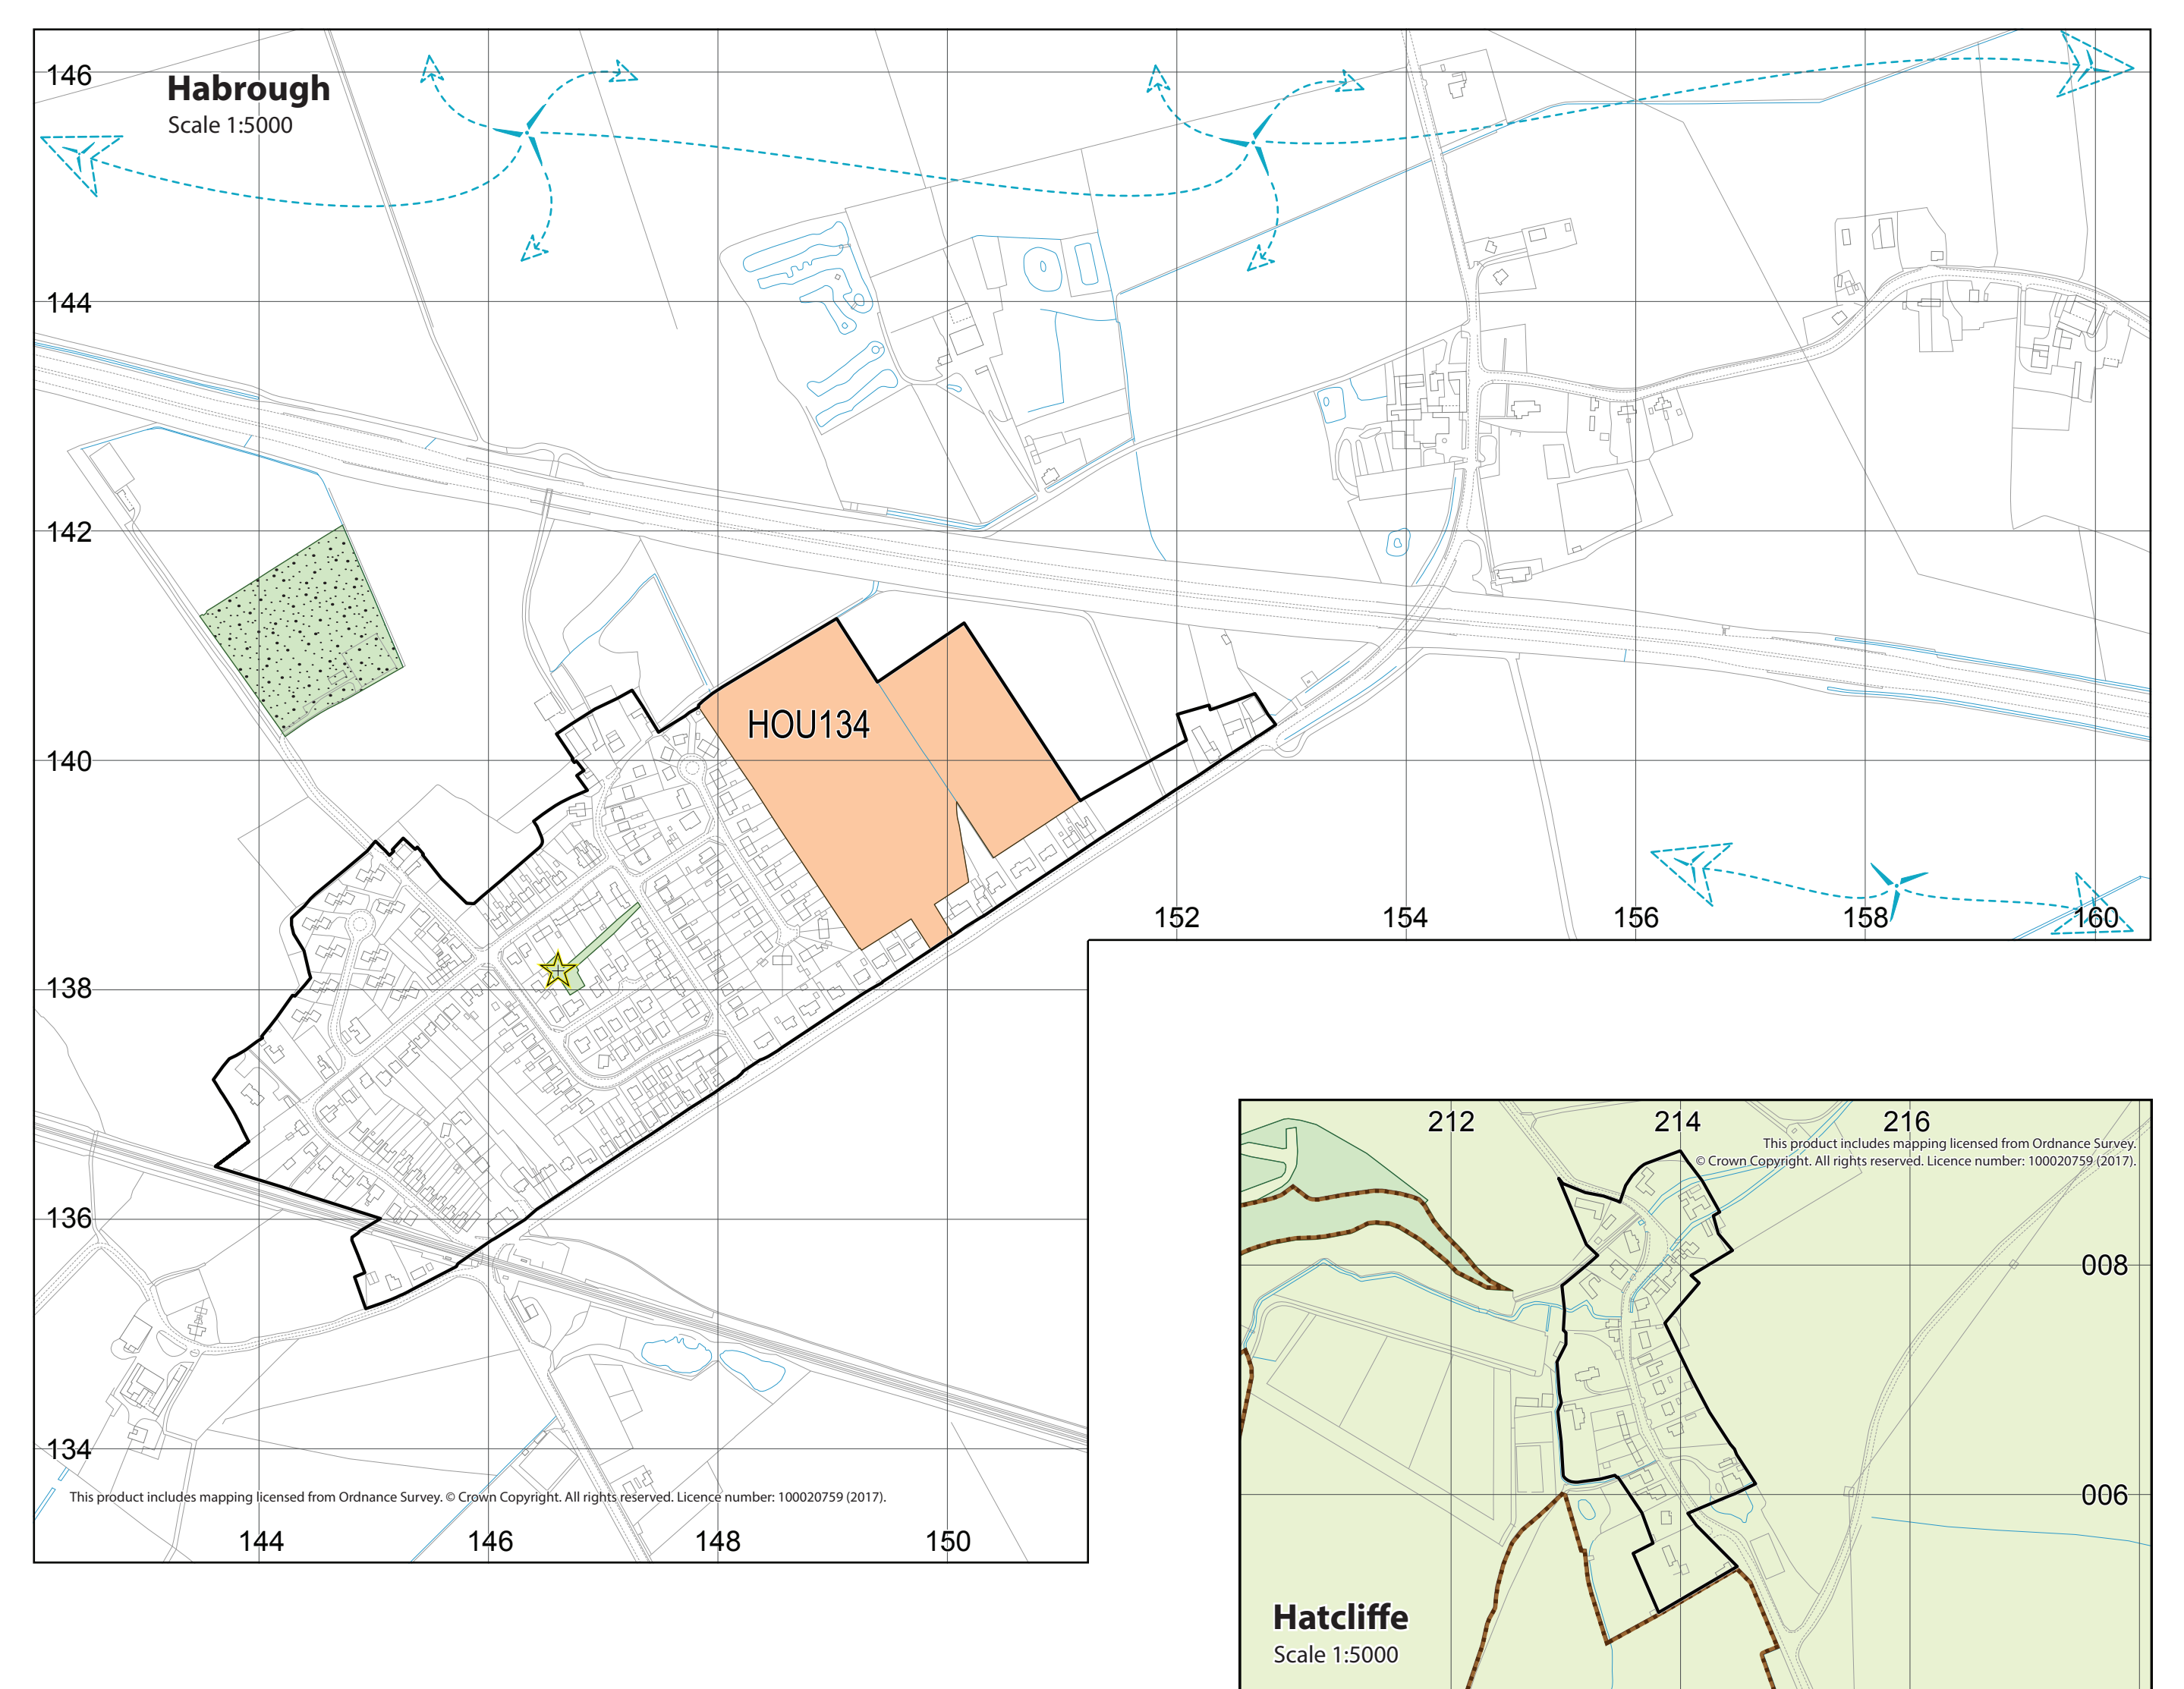 146
Habrough
Scale 1:5000
144
142
HOU134
140
152
154
156
158
160
138
212
214
216
This product includes mapping licensed from Ordnance Survey.
© Crown Copyright. All rights reserved. Licence number: 100020759 (2017).
136
008
134
This product includes mapping licensed from Ordnance Survey. © Crown Copyright. All rights reserved. Licence number: 100020759 (2017).
006
144
146
148
150
Hatcliffe
Scale 1:5000